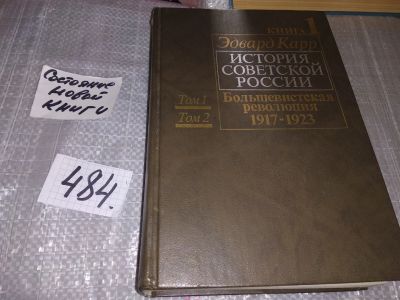 КНИГА 1
Эдвард Карр
ИСТОРИЯ
СОВЕТСКОЙ
РОССИИ
Том 1
Том 2
Большевистская
революция
1917-1923
Состояние
новой
книги
484.